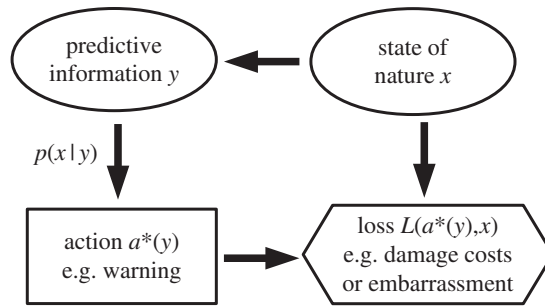 predictive
information y
state of
nature x
p(x|y)
action a*(y)
e.g. warning
loss L(a*(y),x)
e.g. damage costs
or embarrassment